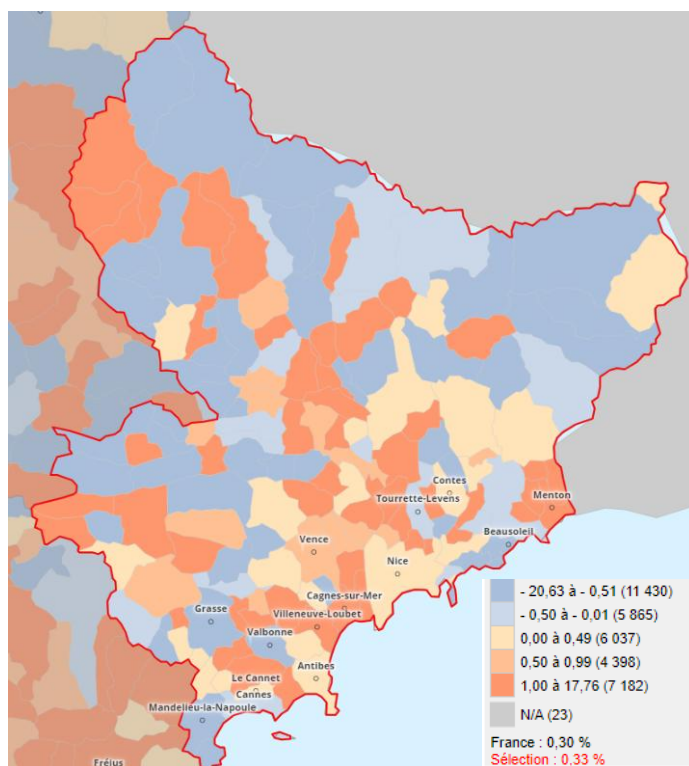 Contes
Tourrette-Levens
Menton
Beausoleil
Vence
Nice
Cagnes-sur-Mer
Grasse
Villeneuve-Loubet
Valbonne
Antibes
Le Cannet
Cannes
Mandelieu-la-Napoule
Fréjus
- 20,63 à - 0,51 (11 430)
- 0,50 à - 0,01 (5 865)
0,00 à 0,49 (6 037)
0,50 à 0,99 (4 398)
1,00 à 17,76 (7 182)
N/A (23)
France : 0,30 %
Sélection : 0.33 %